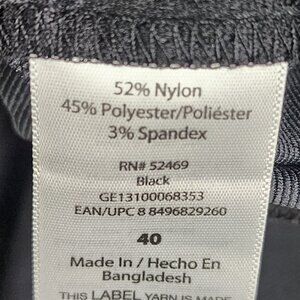 52% Nylon
45% Polyester/Poliéster
3% Spandex
RN# 52469
Black
GE13100068353
EAN/UPC 8 8496829260
40
Made In / Hecho En
Bangladesh
THIS LABEL YARN IS MADE